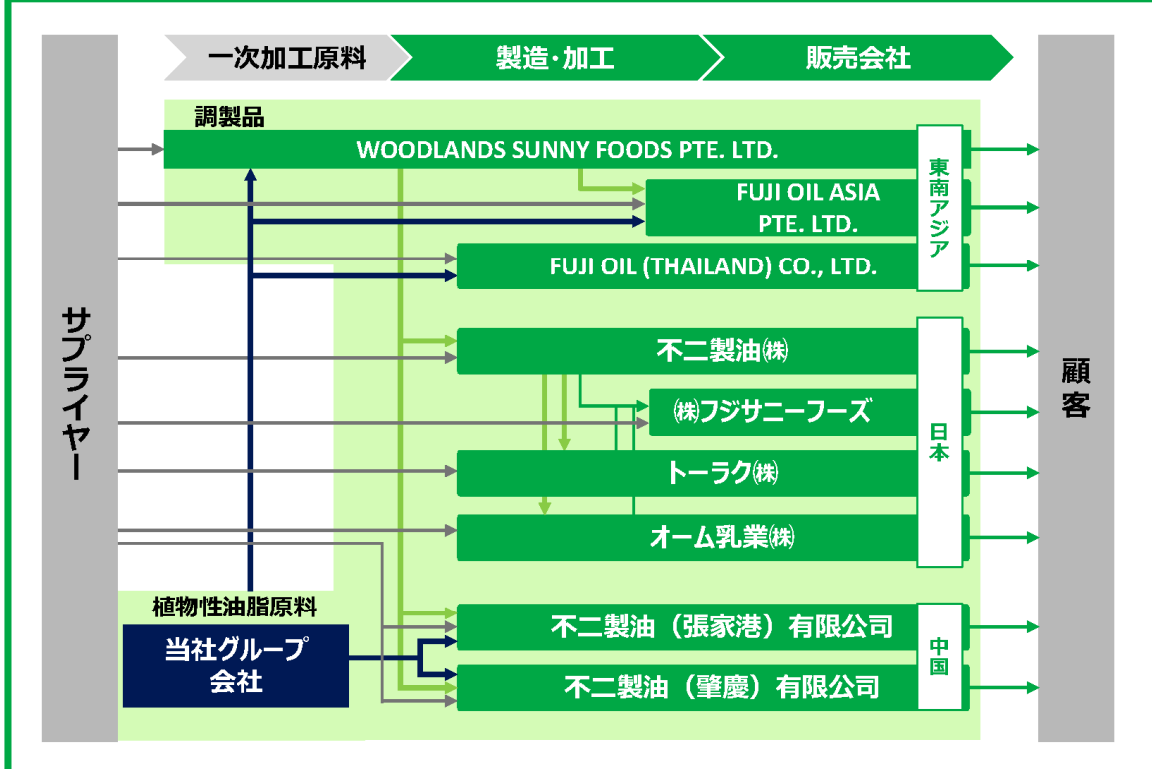 一次加工原料
製造・加工
販売会社
サプライヤー
顧客
調製品
WOODLANDS SUNNY FOODS PTE. LTD.
FUJI OIL ASIA
PTE. LTD.
FUJI OIL (THAILAND) CO., LTD.
東南アジア
不二製油㈱
㈱フジサニーフーズ
トーラク㈱
オーム乳業㈱
日本
植物性油脂原料
当社グループ
会社
不二製油（張家港）有限公司
不二製油（肇慶）有限公司
中国